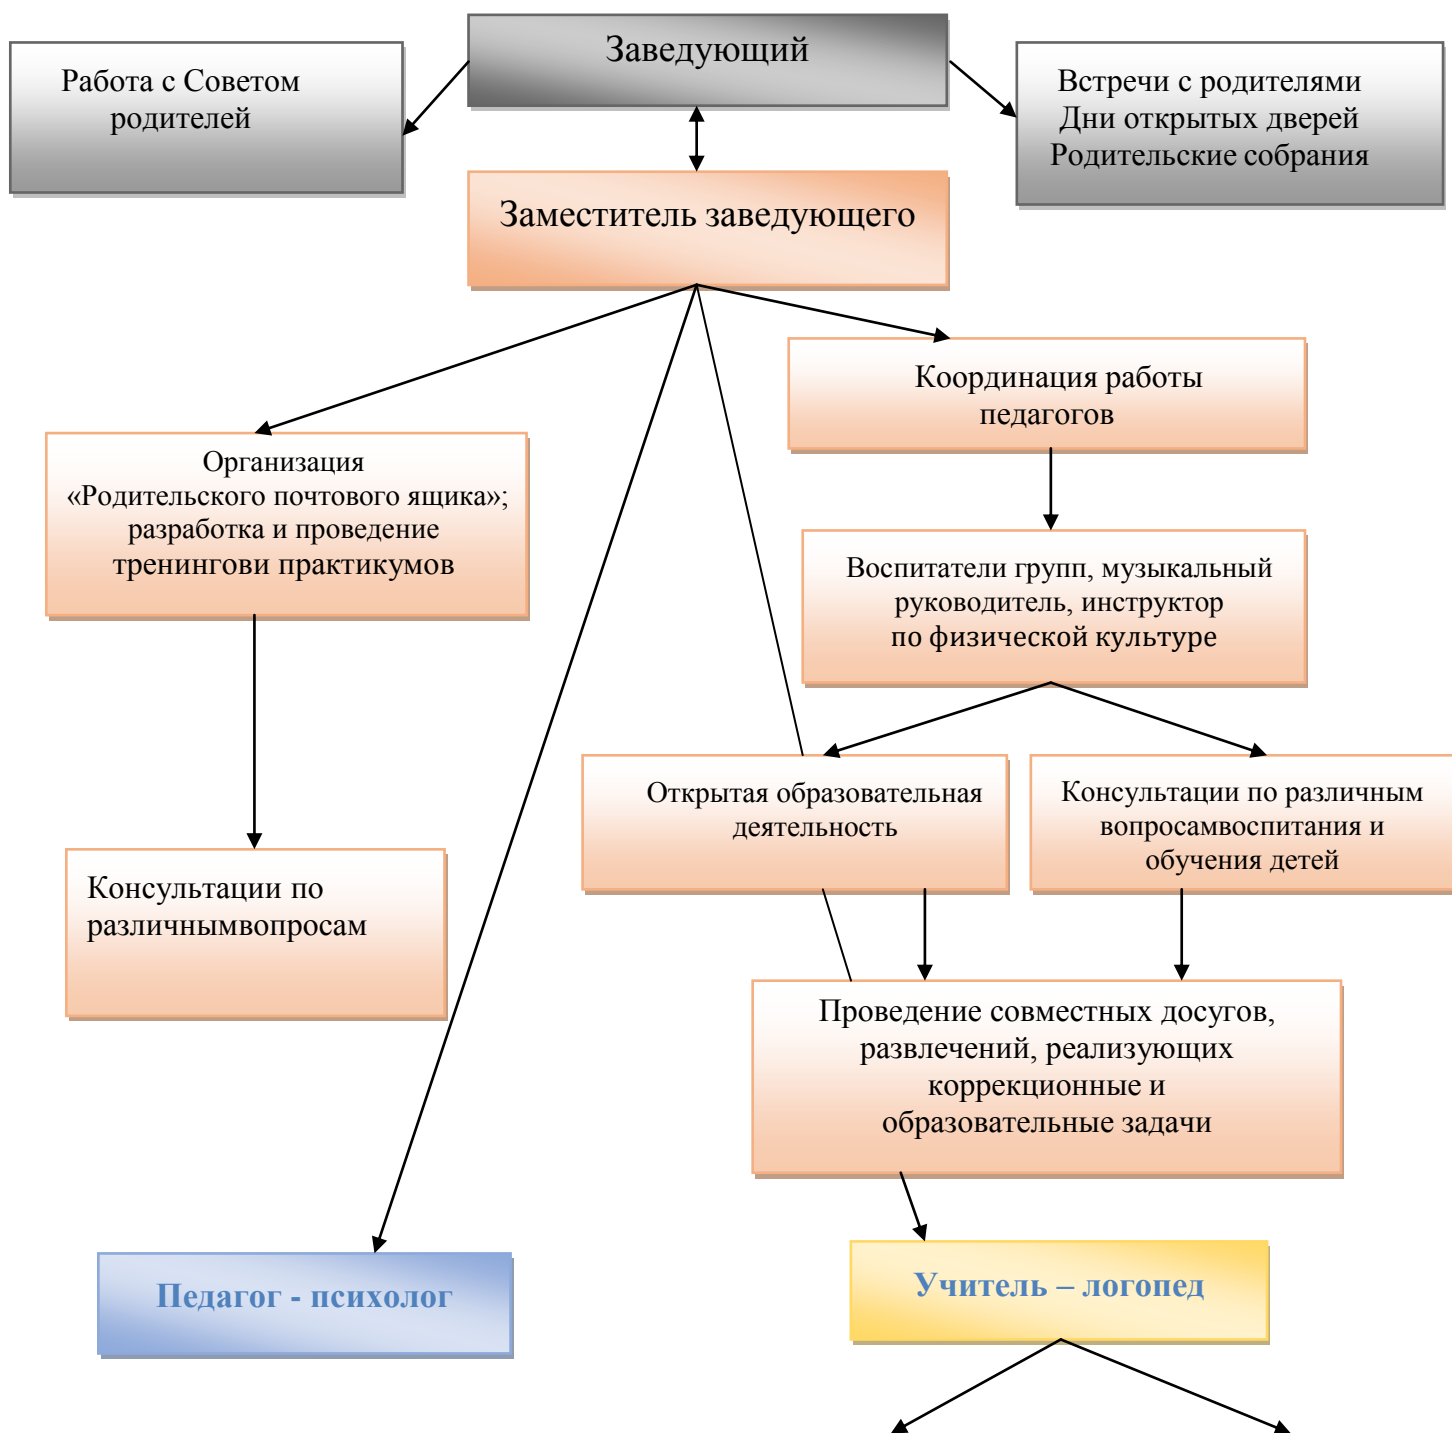 Заведующий
Работа с Советом
родителей
Встречи с родителями
Дни открытых дверей
Родительские собрания
Заместитель заведующего
Координация работы
педагогов
Организация
«Родительского почтового ящика»;
разработка и проведение
тренингови практикумов
Воспитатели групп, музыкальный
руководитель, инструктор
по физической культуре
Открытая образовательная
деятельность
Консультации по различным
вопросамвоспитания и
обучения детей
Консультации по
различнымвопросам
Проведение совместных досугов,
развлечений, реализующих
коррекционные и
образовательные задачи
Педагог - психолог
Учитель – логопед